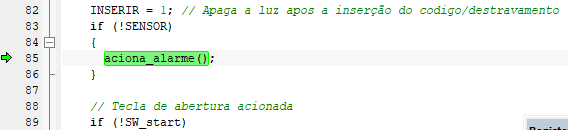 82 INSERIR = 1; // Apaga a luz apos a inserção do codigo/destravamento
83 if (!SENSOR)
84 {
85 aciona_alarme();
86 }
87
88 // Tecla de abertura acionada
89 if (!SW_start)